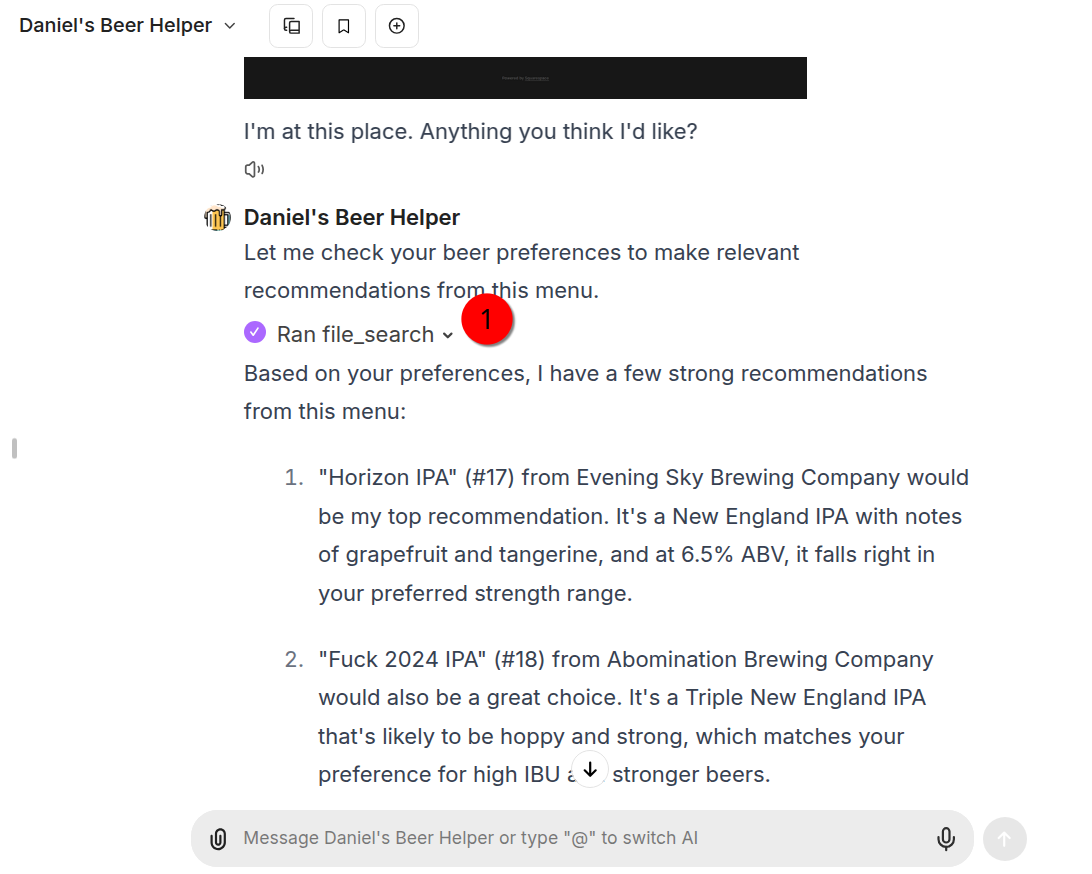 Daniel's Beer Helper
I'm at this place. Anything you think I'd like?
Daniel's Beer Helper
Let me check your beer preferences to make relevant
recommendations from this menu.
1
Ran file_search
Based on your preferences, I have a few strong recommendations
from this menu:
1. "Horizon IPA" (#17) from Evening Sky Brewing Company would
be my top recommendation. It's a New England IPA with notes
of grapefruit and tangerine, and at 6.5% ABV, it falls right in
your preferred strength range.
2. "Fuck 2024 IPA" (#18) from Abomination Brewing Company
would also be a great choice. It's a Triple New England IPA
that's likely to be hoppy and strong, which matches your
preference for high IBU stronger beers.
Message Daniel's Beer Helper or type "@" to switch AI